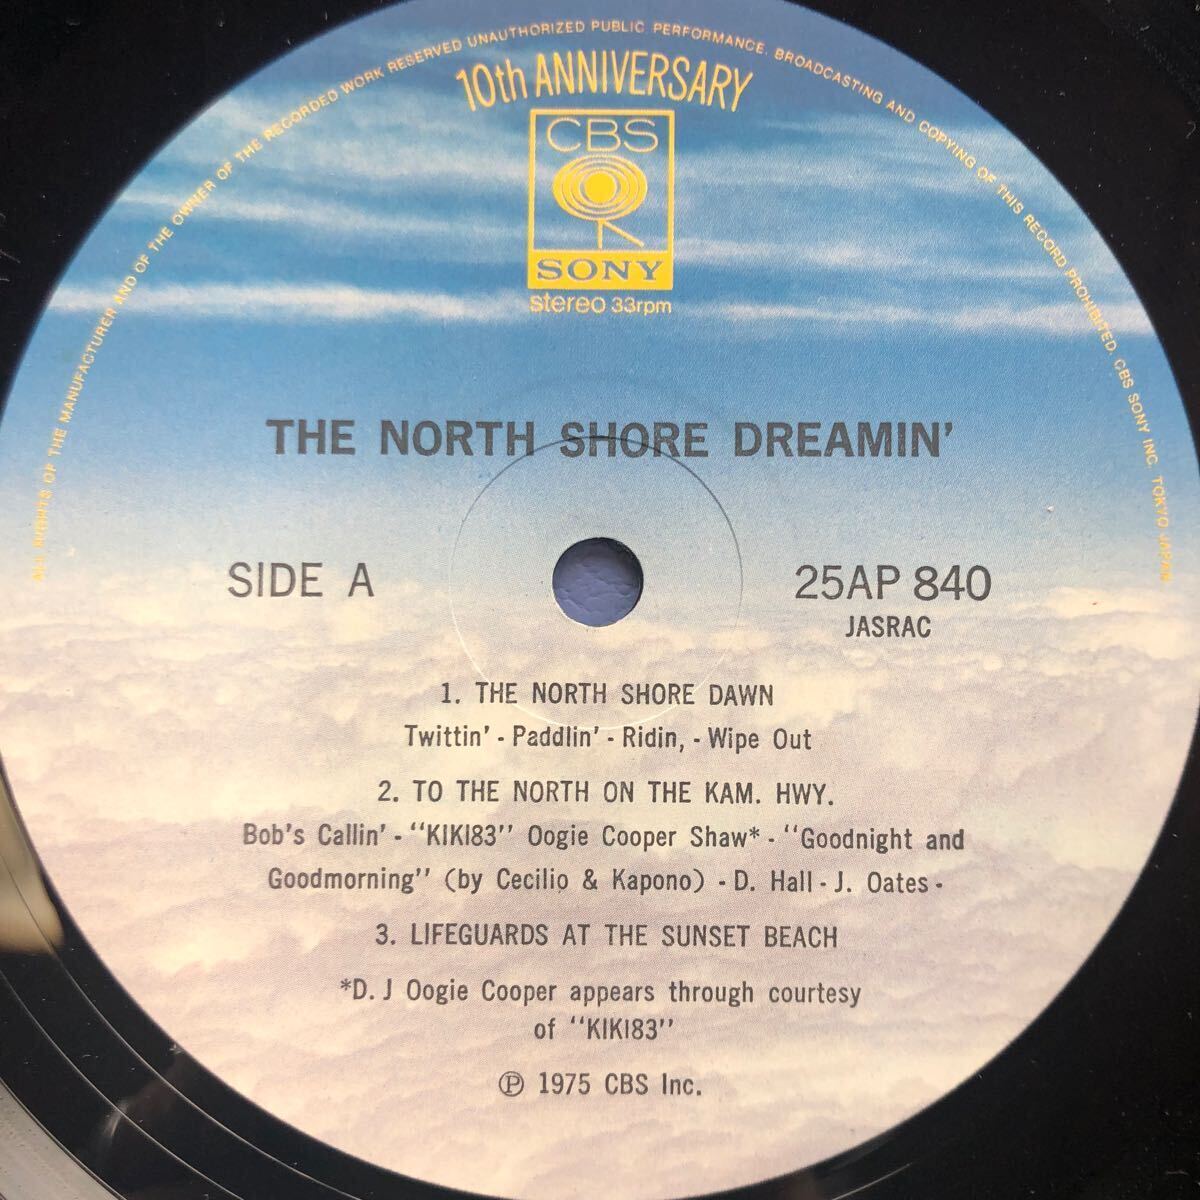 ALL RIGHTS OF THE MANUFACTURER AND OF THE OWNER OF THE RECORDED WORK RESERVED UNAUTHORIZED PUBLIC PERFORMANCE. BROADCASTING AND COPYING OF THIS RECORD PROHIBITED. CBS SONY INC. TOKYO JAPAN
10th ANNIVERSARY
CBS
SONY
stereo 33rpm
THE NORTH SHORE DREAMIN'
SIDE A
25AP 840
JASRAC
1. THE NORTH SHORE DAWN
Twittin' - Paddlin' - Ridin, - Wipe Out
2. TO THE NORTH ON THE KAM. HWY.
Bob's Callin' - "KIKI83" Oogie Cooper Shaw* - "Goodnight and
Goodmorning" (by Cecilio & Kapono) - D. Hall - J. Oates -
3. LIFEGUARDS AT THE SUNSET BEACH
*D. J Oogie Cooper appears through courtesy
of "KIKI83"
℗ 1975 CBS Inc.